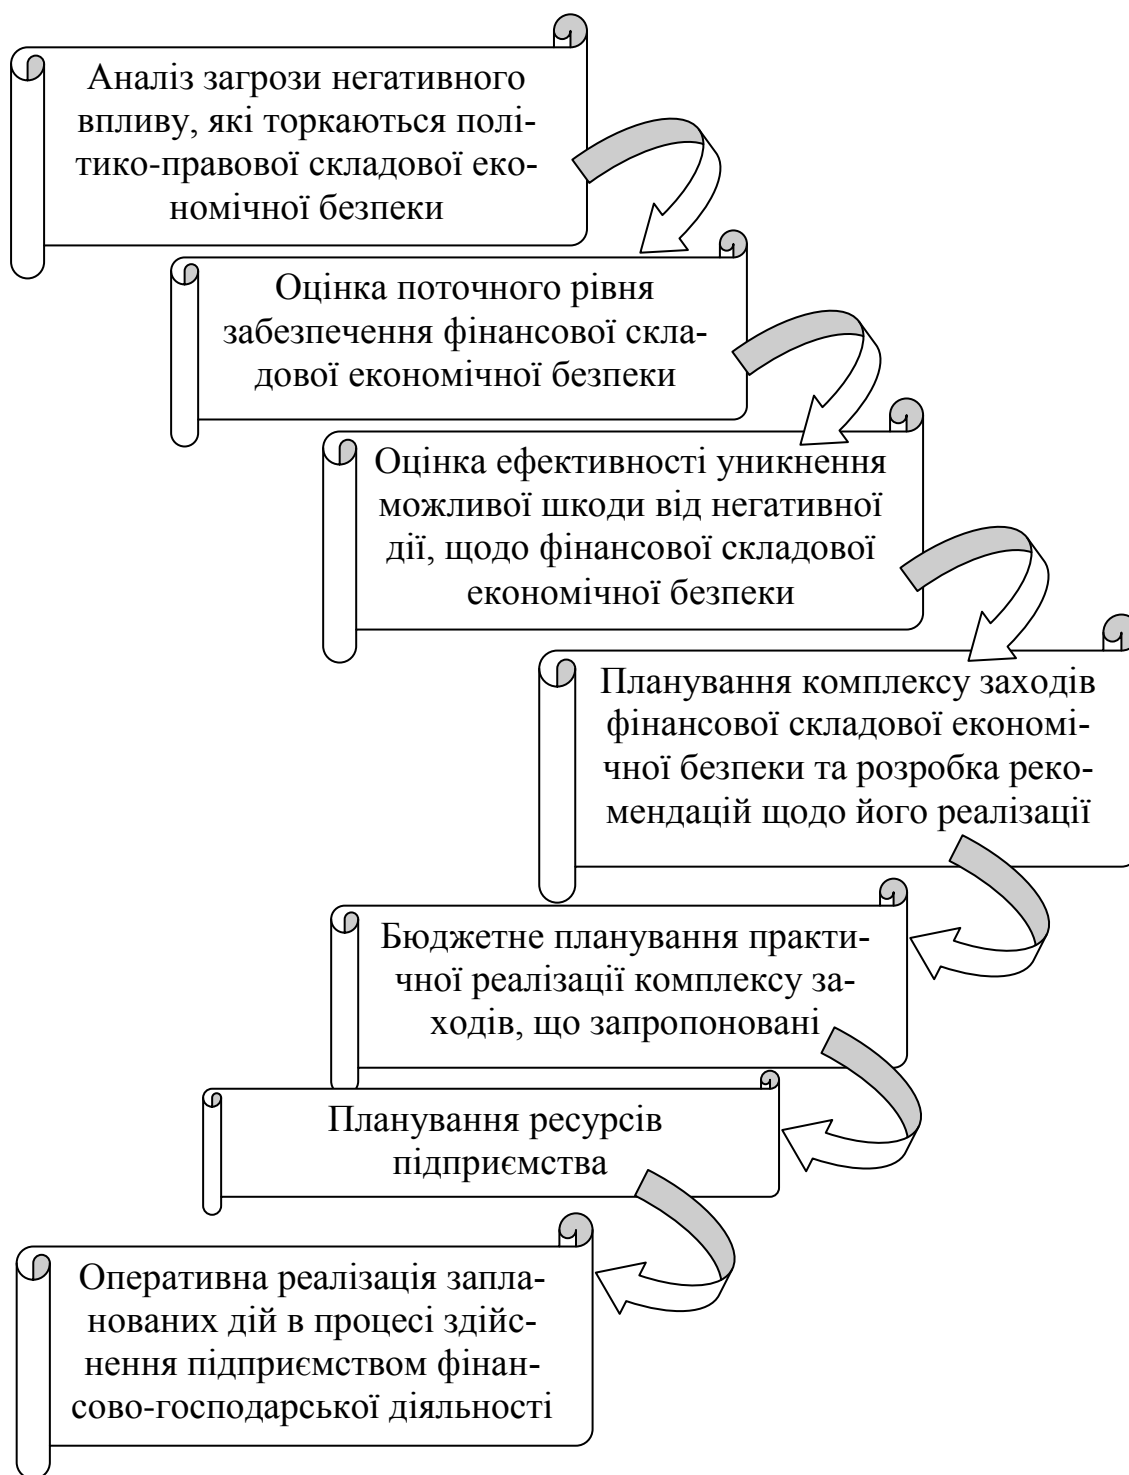 Аналіз загрози негативного
впливу, які торкаються полі-
тико-правової складової еко-
номічної безпеки
Оцінка поточного рівня
забезпечення фінансової скла-
дової економічної безпеки
Оцінка ефективності уникнення
можливої шкоди від негативної
дії, щодо фінансової складової
економічної безпеки
Планування комплексу заходів
фінансової складової економі-
чної безпеки та розробка реко-
мендацій щодо його реалізації
Бюджетне планування практи-
чної реалізації комплексу за-
ходів, що запропоновані
Планування ресурсів
підприємства
Оперативна реалізація запла-
нованих дій в процесі здійс-
нення підприємством фінан-
сово-господарської діяльності